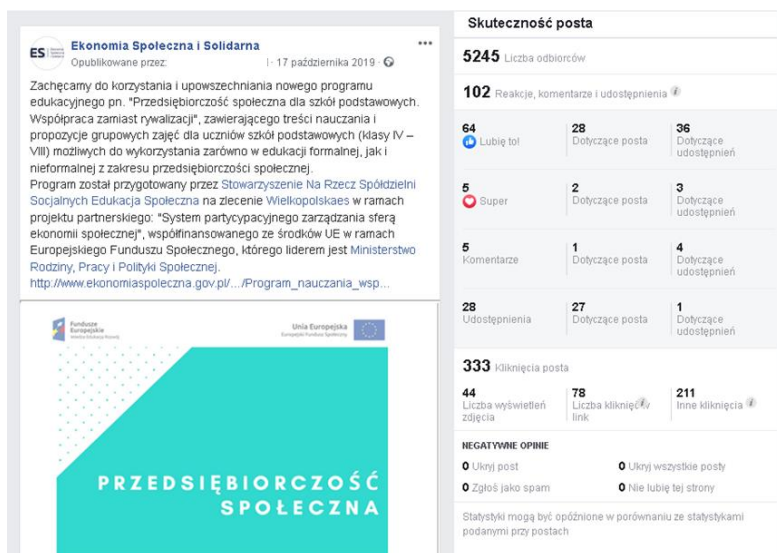 Ekonomia Społeczna i Solidarna
Opublikowane przez: · 17 października 2019 ·
Zachęcamy do korzystania i upowszechniania nowego programu
edukacyjnego pn. "Przedsiębiorczość społeczna dla szkół podstawowych.
Współpraca zamiast rywalizacji", zawierającego treści nauczania i
propozycje grupowych zajęć dla uczniów szkół podstawowych (klasy IV –
VIII) możliwych do wykorzystania zarówno w edukacji formalnej, jak i
nieformalnej z zakresu przedsiębiorczości społecznej.
Program został przygotowany przez Stowarzyszenie Na Rzecz Spółdzielni
Socjalnych Edukacja Społeczna na zlecenie Wielkopolskaes w ramach
projektu partnerskiego: "System partycypacyjnego zarządzania sferą
ekonomii społecznej", współfinansowanego ze środków UE w ramach
Europejskiego Funduszu Społecznego, którego liderem jest Ministerstwo
Rodziny, Pracy i Polityki Społecznej.
http://www.ekonomiaspoleczna.gov.pl/.../Program_nauczania_wsp...
Fundusze
Europejskie
Wiedza Edukacja Rozwój
Unia Europejska
Europejski Fundusz Społeczny
PRZEDSIĘBIORCZOŚĆ
SPOŁECZNA
ES
Skuteczność posta
5245 Liczba odbiorców
102 Reakcje, komentarze i udostępnienia
64 28 36
Lubię to! Dotyczące posta Dotyczące
udostępnień
5 2 3
Super Dotyczące posta Dotyczące
udostępnień
5 1 4
Komentarze Dotyczące posta Dotyczące
udostępnień
28 27 1
Udostępnienia Dotyczące posta Dotyczące
udostępnień
333 Kliknięcia posta
44 78 211
Liczba wyświetleń Liczba kliknięć w Inne kliknięcia
zdjęcia link
NEGATYWNE OPINIE
0 Ukryj post 0 Ukryj wszystkie posty
0 Zgłoś jako spam 0 Nie lubię tej strony
Statystyki mogą być opóźnione w porównaniu ze statystykami
podanymi przy postach